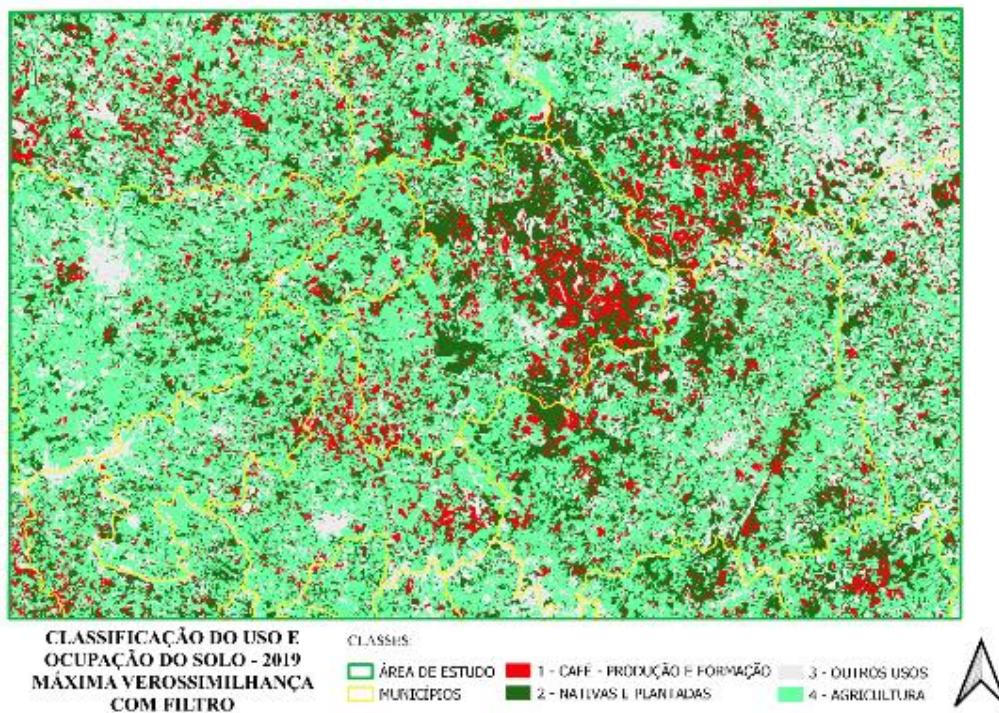 CLASSIFICAÇÃO DO USO E
OCUPAÇÃO DO SOLO - 2019
MÁXIMA VEROSSIMILHANÇA
COM FILTRO
CLASSES:
ÁREA DE ESTUDO
MUNICÍPIOS
1 - CAFÉ - PRODUÇÃO E FORMAÇÃO
2 - NATIVAS E PLANTADAS
3 - OUTROS USOS
4 - AGRICULTURA